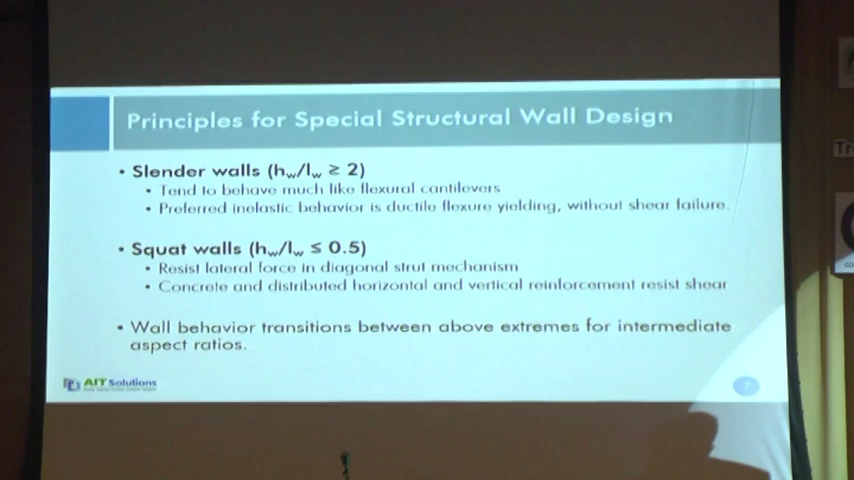 Principles for Special Structural Wall Design
• Slender walls (hw/lw ≥ 2)
• Tend to behave much like flexural cantilevers
• Preferred inelastic behavior is ductile flexure yielding, without shear failure.
• Squat walls (hw/lw ≤ 0.5)
• Resist lateral force in diagonal strut mechanism
• Concrete and distributed horizontal and vertical reinforcement resist shear
• Wall behavior transitions between above extremes for intermediate
aspect ratios.
AIT Solutions